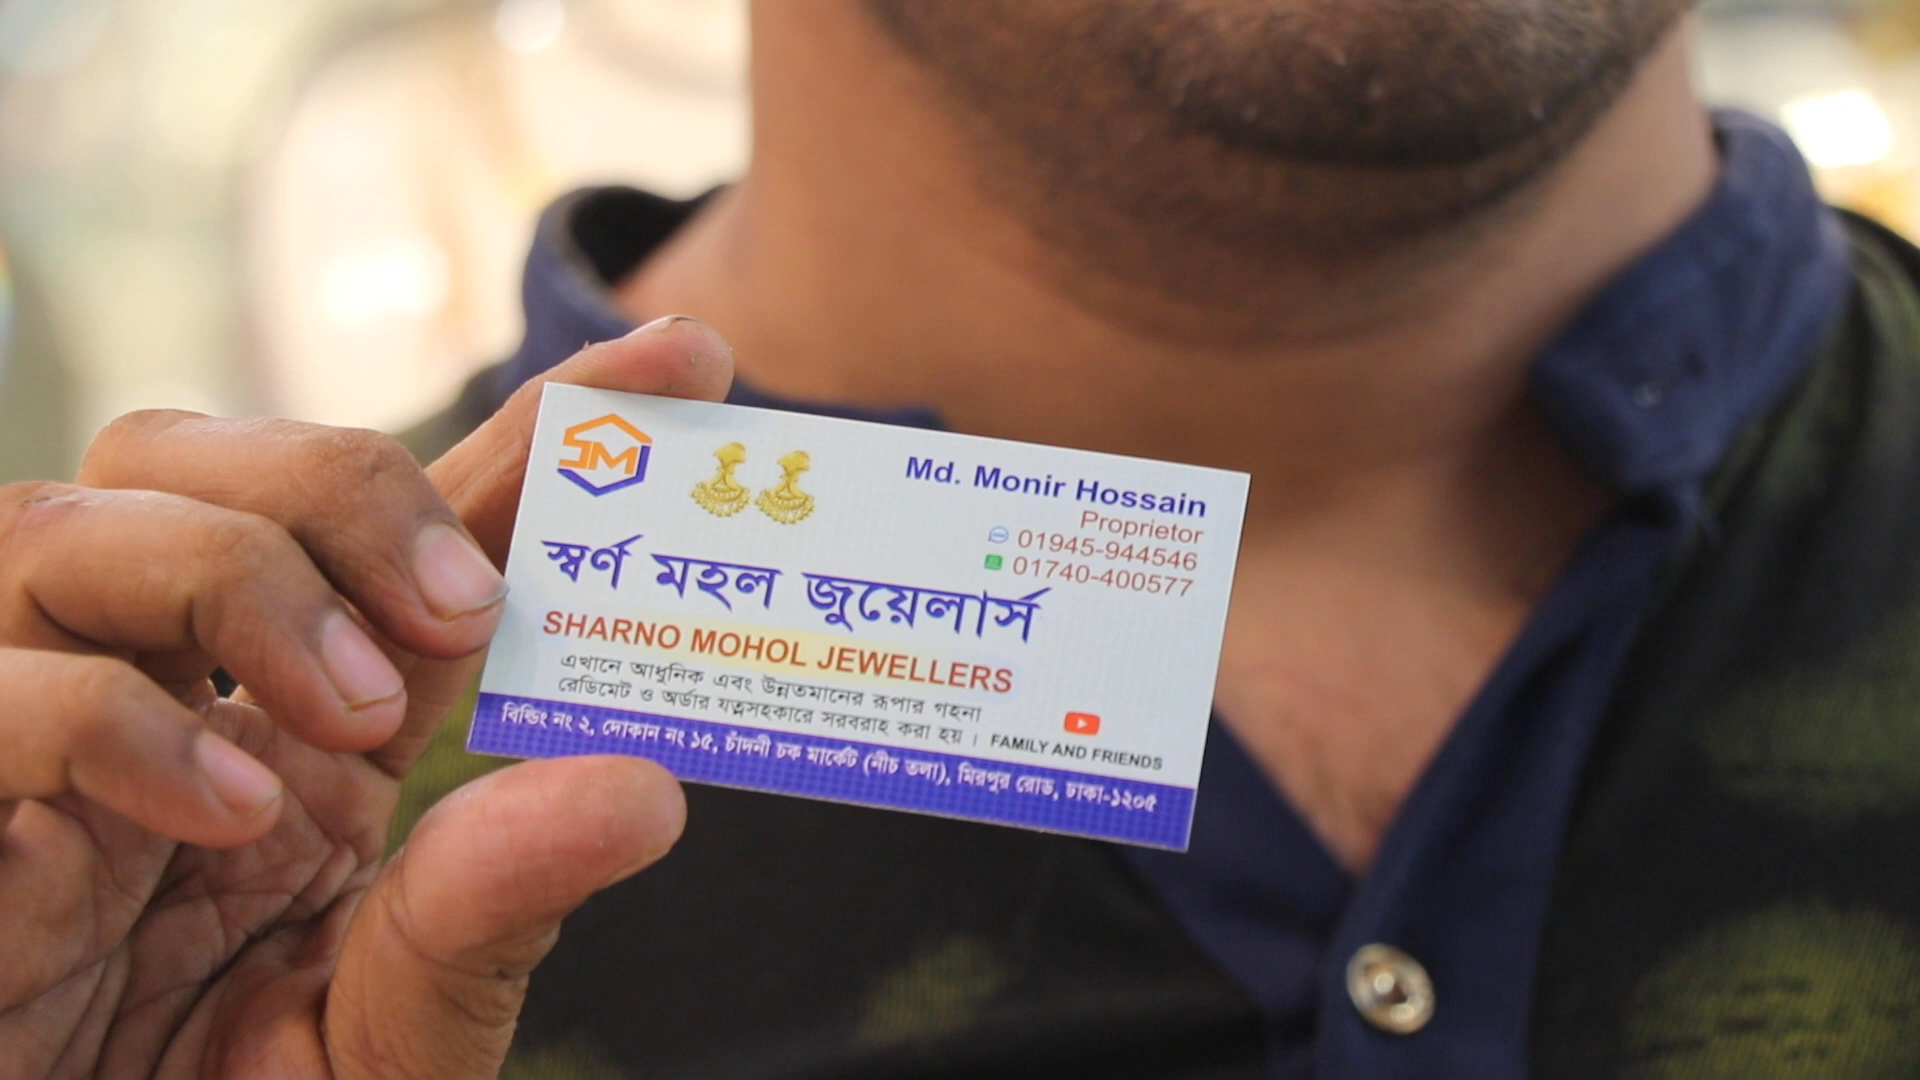 SM
Md. Monir Hossain
Proprietor
01945-944546
01740-400577
স্বর্ণ মহল জুয়েলার্স
SHARNO MOHOL JEWELLERS
এখানে আধুনিক এবং উন্নতমানের রূপার গহনা
রেডিমেট ও অর্ডার যত্নসহকারে সরবরাহ করা হয় ।
FAMILY AND FRIENDS
বিল্ডিং নং ২, দোকান নং ১৫, চাঁদনী চক মার্কেট (নীচ তলা), মিরপুর রোড, ঢাকা-১২০৫